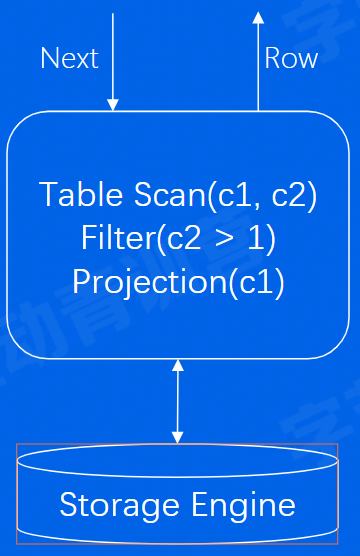 Next
Row
Table Scan(c1, c2)
Filter(c2 > 1)
Projection(c1)
Storage Engine